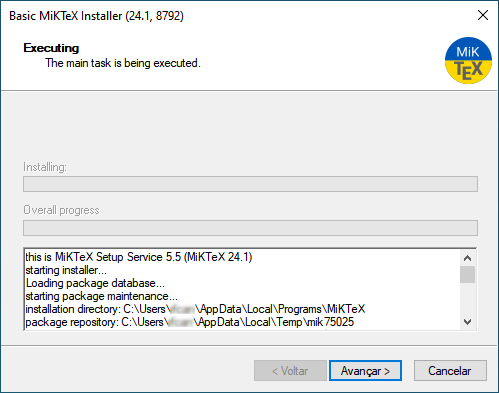 Basic MiKTeX Installer (24.1, 8792)
Executing
The main task is being executed.
MiK
TEX
Installing:
Overall progress
this is MiKTeX Setup Service 5.5 (MiKTeX 24.1)
starting installer...
Loading package database...
starting package maintenance...
installation directory: C:\Users\ \AppData\Local\Programs\MiKTeX
package repository: C:\Users\ \AppData\Local\Temp\mik75025
< Voltar
Avançar >
Cancelar